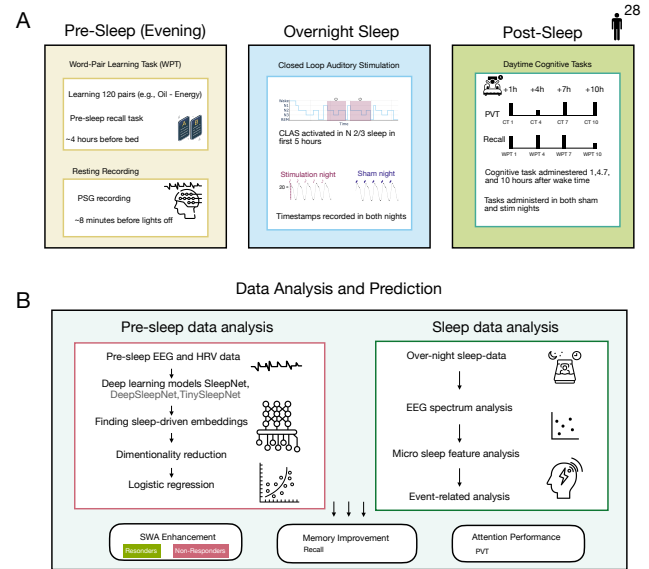 A
28
Pre-Sleep (Evening)
Word-Pair Learning Task (WPT)
Learning 120 pairs (e.g., Oil - Energy)
Pre-sleep recall task
~4 hours before bed
A B
Resting Recording
PSG recording
~8 minutes before lights off
Overnight Sleep
Closed Loop Auditory Stimulation
Wake
N1
N2
N3
REM
Time
CLAS activated in N 2/3 sleep in
first 5 hours
Stimulation night
Sham night
20
Timestamps recorded in both nights
Post-Sleep
Daytime Cognitive Tasks
+1h +4h +7h +10h
PVT
CT 1 CT 4 CT 7 CT 10
Recall
WPT 1 WPT 4 WPT 7 WPT 10
Cognitive task adminestered 1,4.7,
and 10 hours after wake time
Tasks administerd in both sham
and stim nights
B
Data Analysis and Prediction
Pre-sleep data analysis
Pre-sleep EEG and HRV data
Deep learning models SleepNet,
DeepSleepNet,TinySleepNet
Finding sleep-driven embeddings
Dimentionality reduction
Logistic regression
Sleep data analysis
Over-night sleep-data
EEG spectrum analysis
Micro sleep feature analysis
Event-related analysis
SWA Enhancement
Resonders Non-Responders
Memory Improvement
Recall
Attention Performance
PVT